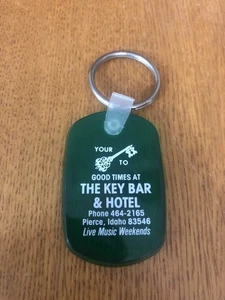 YOUR
TO
GOOD TIMES AT
THE KEY BAR
& HOTEL
Phone 464-2165
Pierce, Idaho 83546
Live Music Weekends